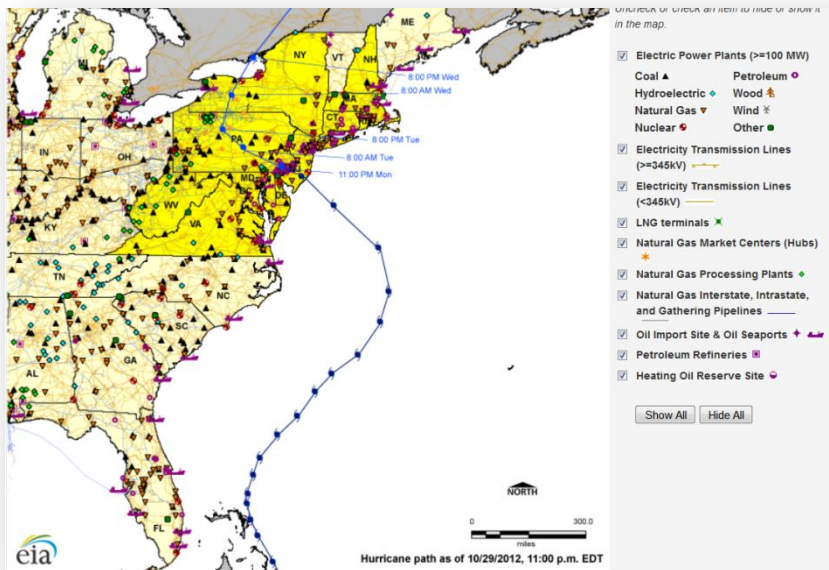 Uncheck or check an item to hide or show it
in the map.
Electric Power Plants (>=100 MW)
Coal Petroleum
Hydroelectric Wood
Natural Gas Wind
Nuclear Other
Electricity Transmission Lines
(>=345kV)
Electricity Transmission Lines
(<345kV)
LNG terminals
Natural Gas Market Centers (Hubs)
Natural Gas Processing Plants
Natural Gas Interstate, Intrastate,
and Gathering Pipelines
Oil Import Site & Oil Seaports
Petroleum Refineries
Heating Oil Reserve Site
Show All Hide All
ME
NY
VT
NH
MI
MA
CT
8:00 PM Wed
8:00 AM Wed
8:00 PM Tue
8:00 AM Tue
11:00 PM Mon
PA
IN
OH
MD
DE
WV
VA
KY
TN
NC
SC
AL
GA
FL
NORTH
0 300.0
miles
eia
Hurricane path as of 10/29/2012, 11:00 p.m. EDT